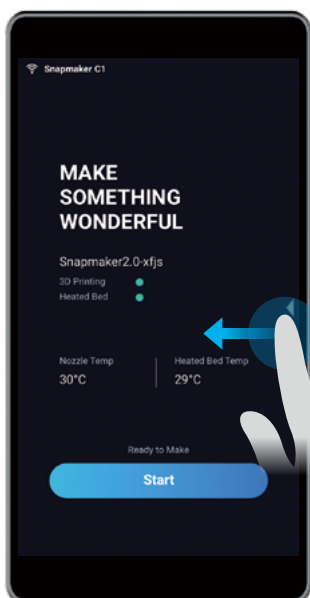 Snapmaker C1
MAKE
SOMETHING
WONDERFUL
Snapmaker2.0-xfjs
3D Printing
Heated Bed
Nozzle Temp
Heated Bed Temp
30°C
29°C
Ready to Make
Start